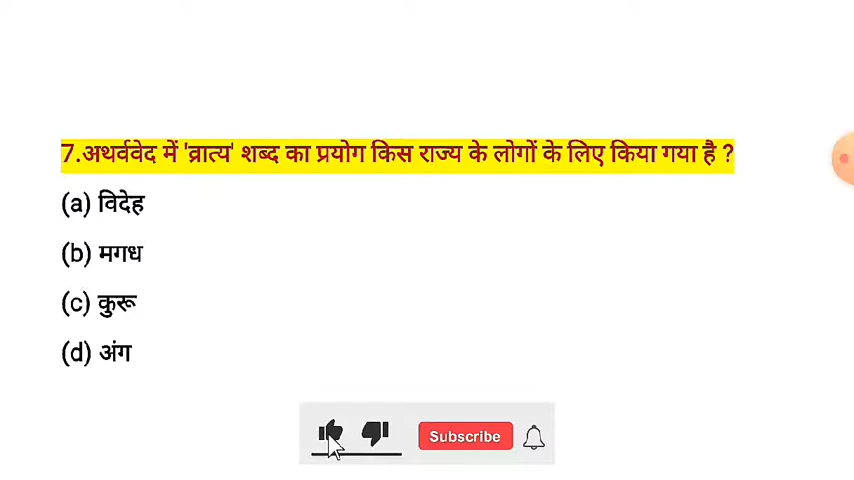 7.अथर्ववेद में 'व्रात्य' शब्द का प्रयोग किस राज्य के लोगों के लिए किया गया है ?
(a) विदेह
(b) मगध
(c) कुरू
(d) अंग
Subscribe